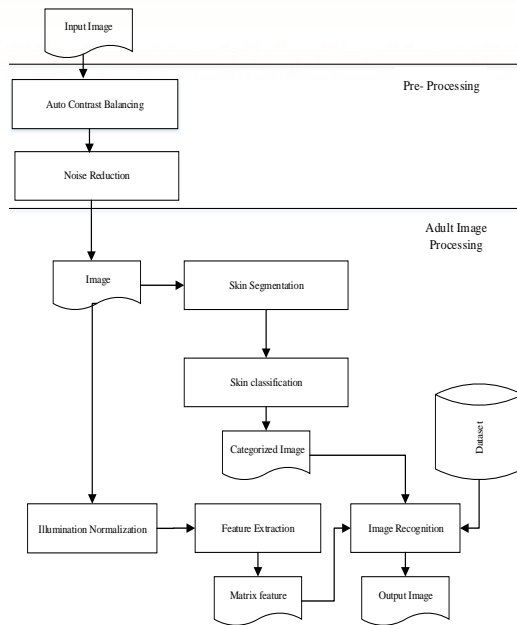 Input Image
Pre- Processing
Auto Contrast Balancing
Noise Reduction
Adult Image
Processing
Image
Skin Segmentation
Skin classification
Dataset
Categorized Image
Illumination Normalization
Feature Extraction
Image Recognition
Matrix feature
Output Image